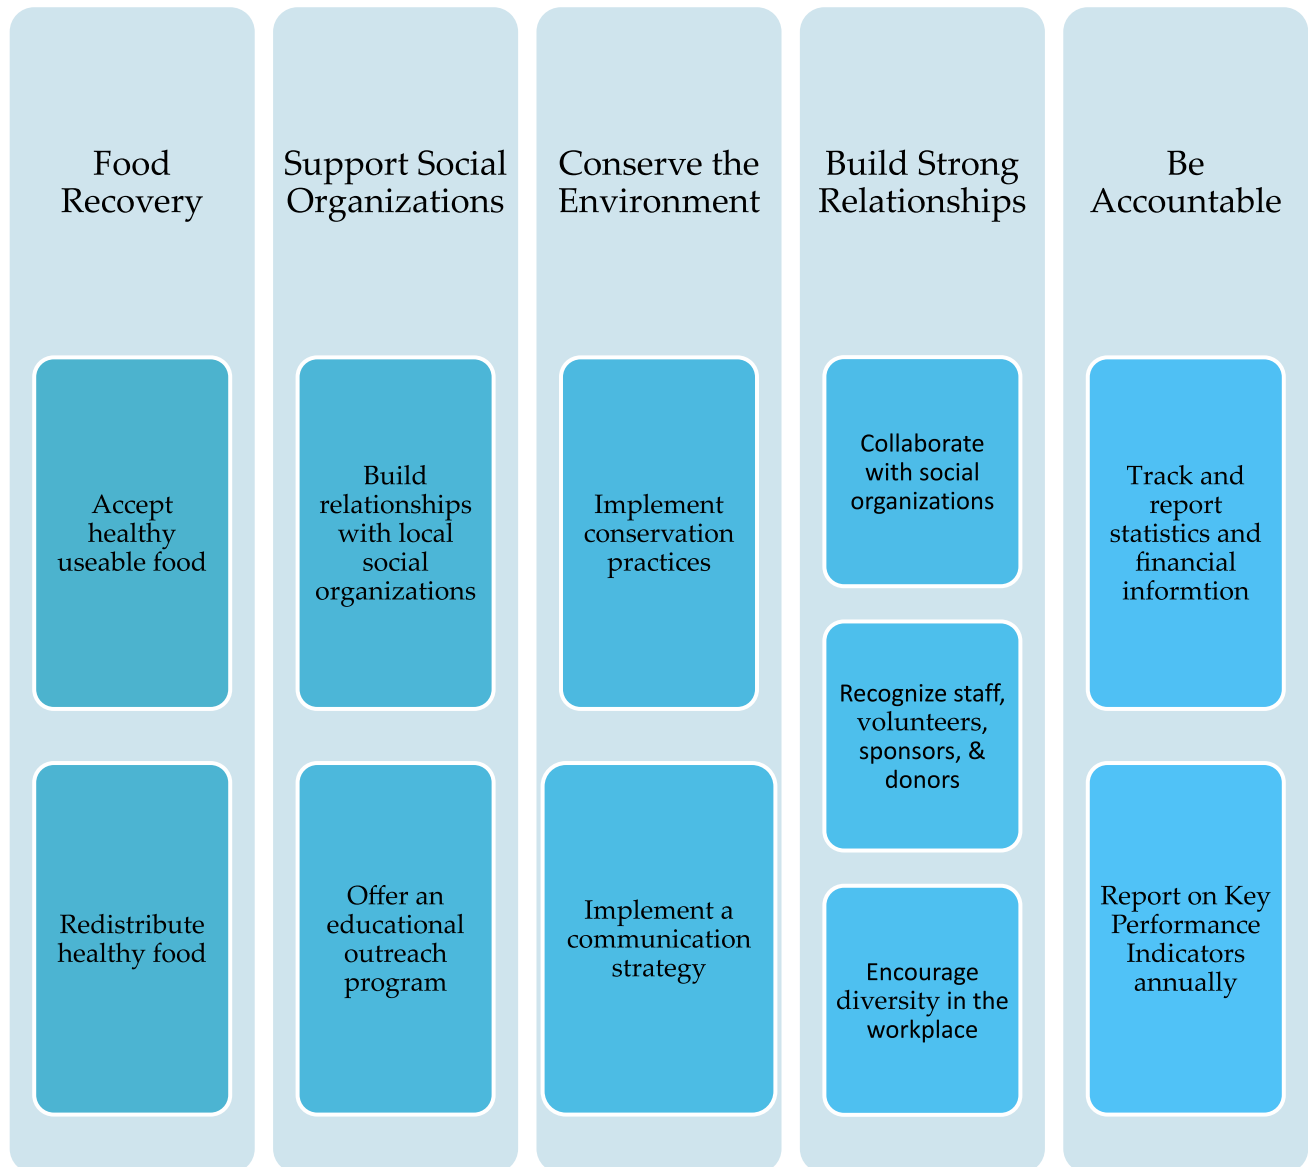 Food
Recovery
Accept
healthy
useable food
Redistribute
healthy food
Support Social
Organizations
Build
relationships
with local
social
organizations
Offer an
educational
outreach
program
Conserve the
Environment
Implement
conservation
practices
Implement a
communication
strategy
Build Strong
Relationships
Collaborate
with social
organizations
Recognize staff,
volunteers,
sponsors, &
donors
Encourage
diversity in the
workplace
Be
Accountable
Track and
report
statistics and
financial
informtion
Report on Key
Performance
Indicators
annually